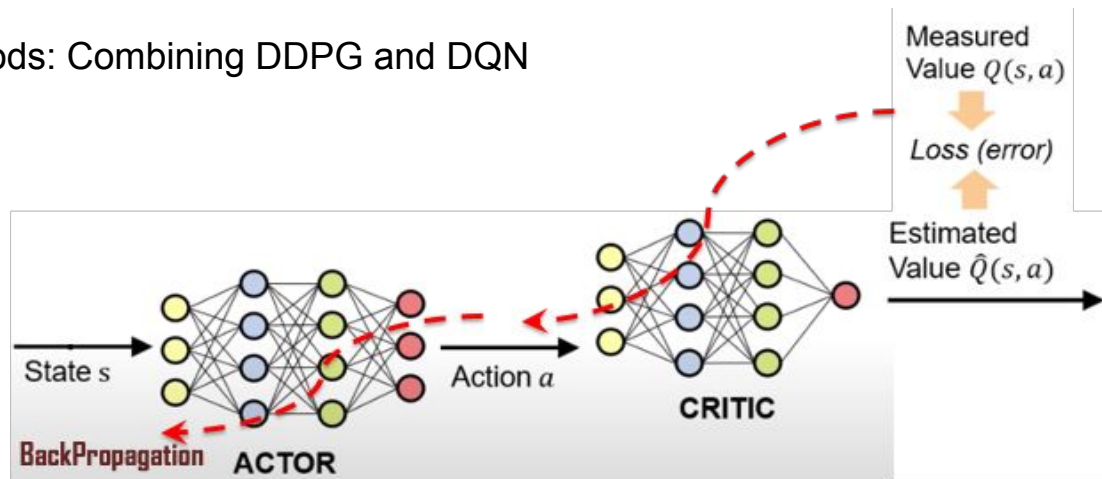 ods: Combining DDPG and DQN
Measured
Value Q(s, a)
Loss (error)
Estimated
Value Q̂(s, a)
State s
Action a
CRITIC
BackPropagation
ACTOR